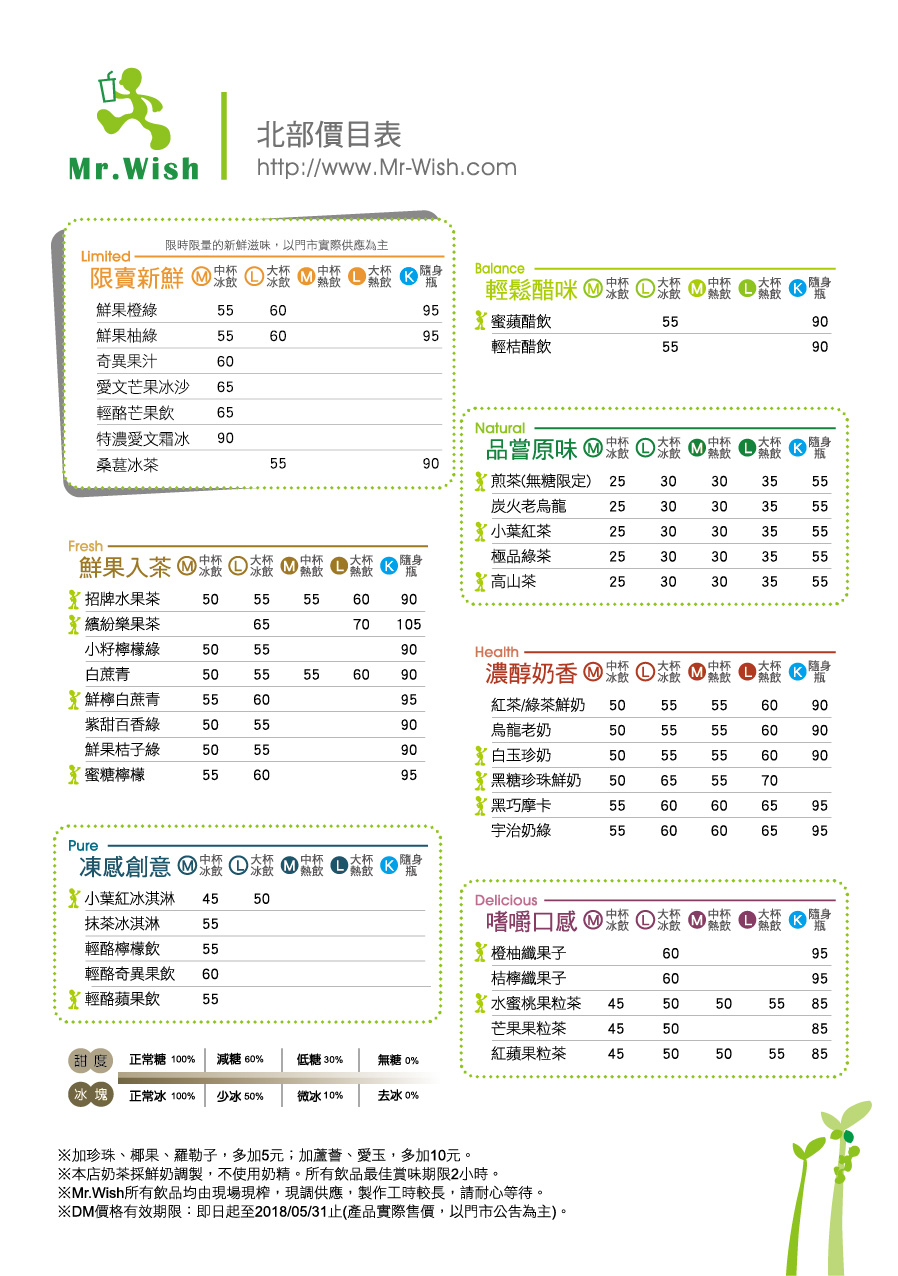 Mr.Wish
北部價目表
http://www.Mr-Wish.com
限時限量的新鮮滋味，以門市實際供應為主
Limited
限賣新鮮 M 中杯冰飲 L 大杯冰飲 M 中杯熱飲 L 大杯熱飲 K 隨身瓶
鮮果橙綠 55 60 95
鮮果柚綠 55 60 95
奇異果汁 60
愛文芒果冰沙 65
輕酪芒果飲 65
特濃愛文霜冰 90
桑葚冰茶 55 90
Fresh
鮮果入茶 M 中杯冰飲 L 大杯冰飲 M 中杯熱飲 L 大杯熱飲 K 隨身瓶
招牌水果茶 50 55 55 60 90
繽紛樂果茶 65 70 105
小籽檸檬綠 50 55 90
白蔗青 50 55 55 60 90
鮮檸白蔗青 55 60 95
紫甜百香綠 50 55 90
鮮果桔子綠 50 55 90
蜜糖檸檬 55 60 95
Pure
凍感創意 M 中杯冰飲 L 大杯冰飲 M 中杯熱飲 L 大杯熱飲 K 隨身瓶
小葉紅冰淇淋 45 50
抹茶冰淇淋 55
輕酪檸檬飲 55
輕酪奇異果飲 60
輕酪蘋果飲 55
甜度 正常糖 100% 減糖 60% 低糖 30% 無糖 0%
冰塊 正常冰 100% 少冰 50% 微冰 10% 去冰 0%
Balance
輕鬆醋咪 M 中杯冰飲 L 大杯冰飲 M 中杯熱飲 L 大杯熱飲 K 隨身瓶
蜜蘋醋飲 55 90
輕桔醋飲 55 90
Natural
品嘗原味 M 中杯冰飲 L 大杯冰飲 M 中杯熱飲 L 大杯熱飲 K 隨身瓶
煎茶(無糖限定) 25 30 30 35 55
炭火老烏龍 25 30 30 35 55
小葉紅茶 25 30 30 35 55
極品綠茶 25 30 30 35 55
高山茶 25 30 30 35 55
Health
濃醇奶香 M 中杯冰飲 L 大杯冰飲 M 中杯熱飲 L 大杯熱飲 K 隨身瓶
紅茶/綠茶鮮奶 50 55 55 60 90
烏龍老奶 50 55 55 60 90
白玉珍奶 50 55 55 60 90
黑糖珍珠鮮奶 50 65 55 70
黑巧摩卡 55 60 60 65 95
宇治奶綠 55 60 60 65 95
Delicious
嗜嚼口感 M 中杯冰飲 L 大杯冰飲 M 中杯熱飲 L 大杯熱飲 K 隨身瓶
橙柚纖果子 60 95
桔檸纖果子 60 95
水蜜桃果粒茶 45 50 50 55 85
芒果果粒茶 45 50 85
紅蘋果粒茶 45 50 50 55 85
※加珍珠、椰果、羅勒子，多加5元；加蘆薈、愛玉，多加10元。
※本店奶茶採鮮奶調製，不使用奶精。所有飲品最佳賞味期限2小時。
※Mr.Wish所有飲品均由現場現榨，現調供應，製作工時較長，請耐心等待。
※DM價格有效期限：即日起至2018/05/31止(產品實際售價，以門市公告為主)。